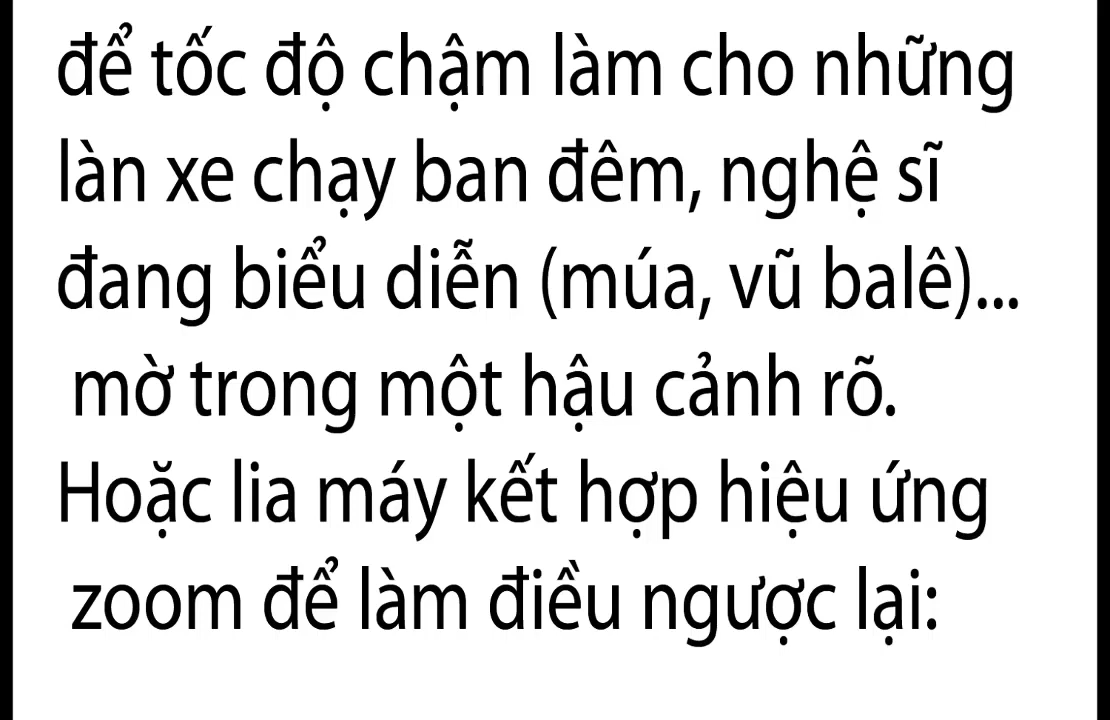 để tốc độ chậm làm cho những
làn xe chạy ban đêm, nghệ sĩ
đang biểu diễn (múa, vũ balê)...
mờ trong một hậu cảnh rõ.
Hoặc lia máy kết hợp hiệu ứng
zoom để làm điều ngược lại: